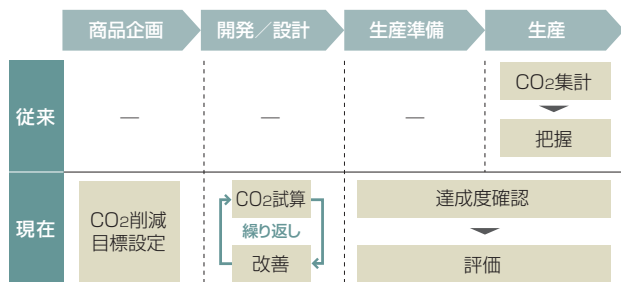 商品企画
開発／設計
生産準備
生産
従来
—
—
—
CO2集計
把握
現在
CO2削減
目標設定
CO2試算
繰り返し
改善
達成度確認
評価